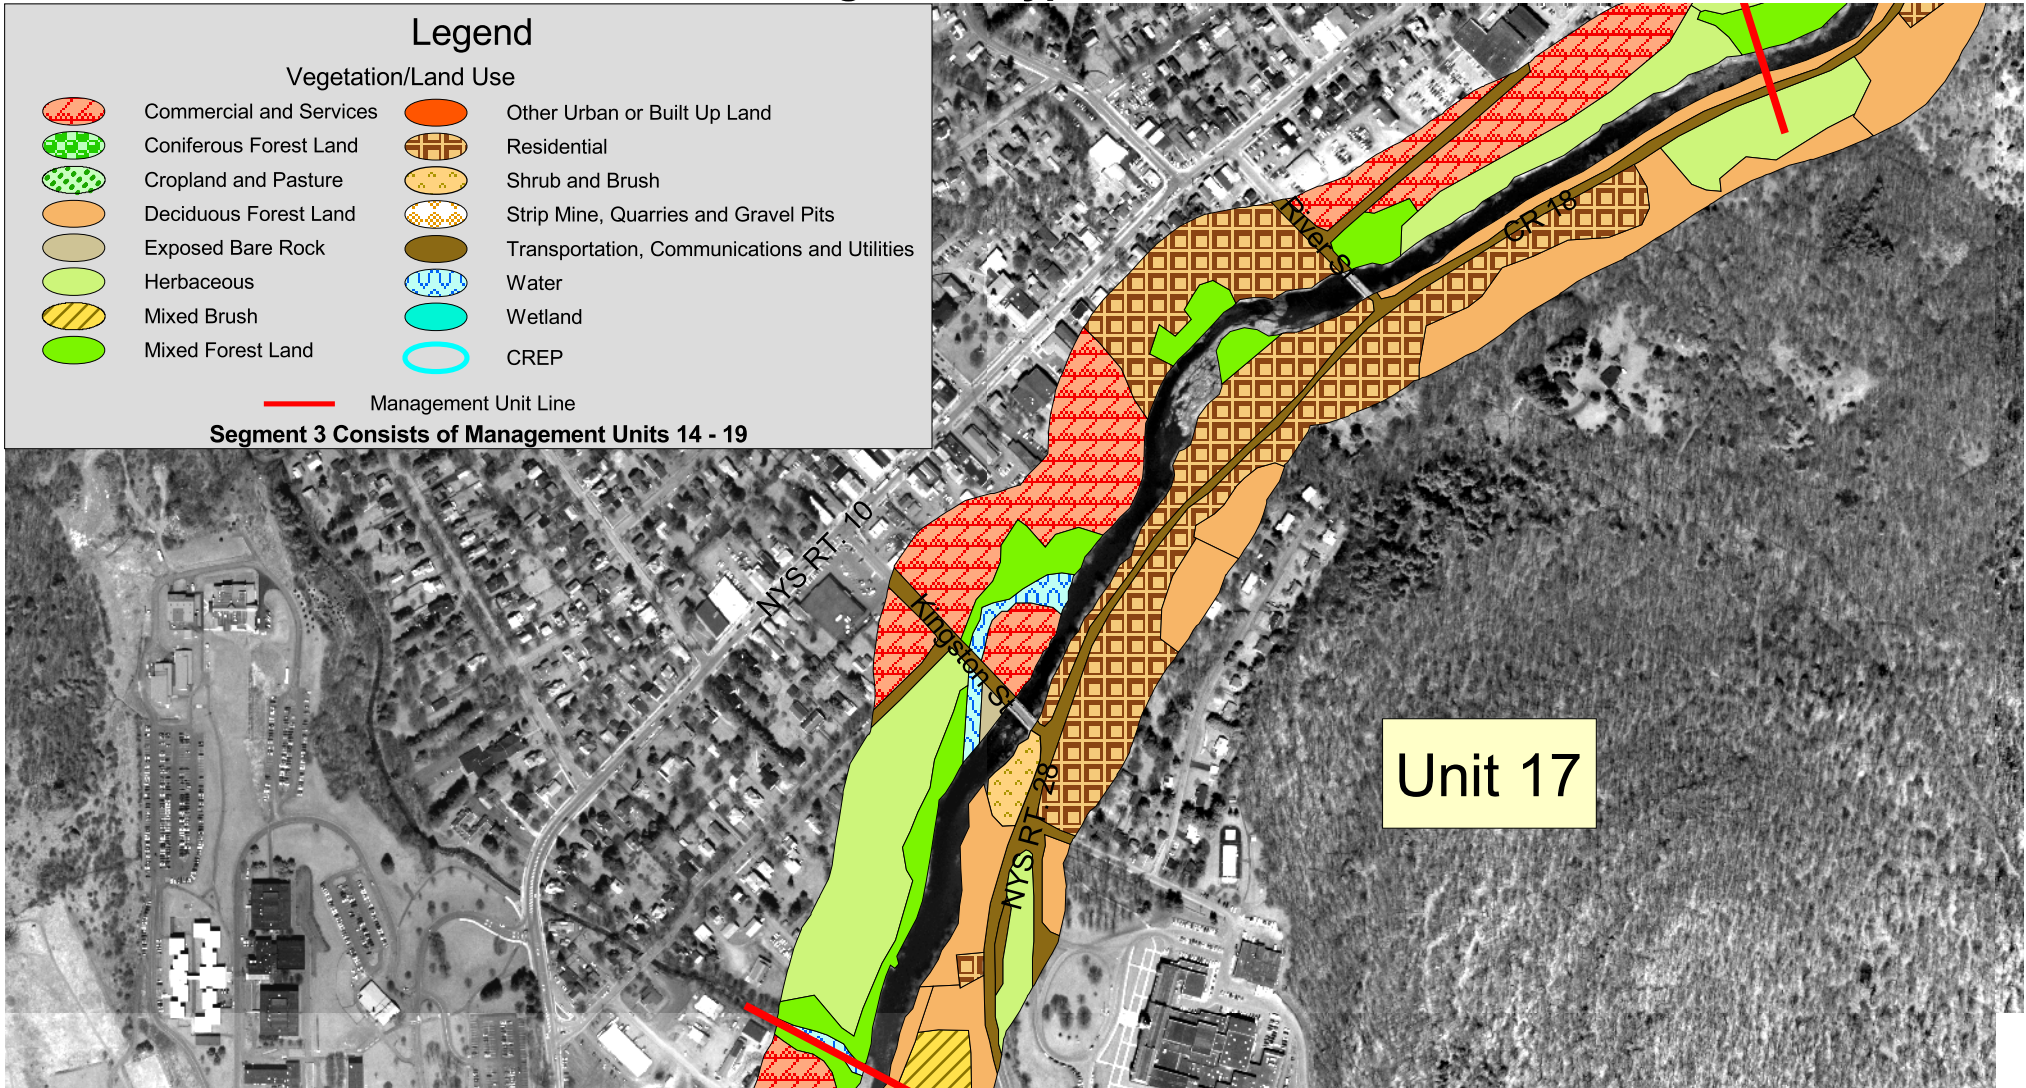 Legend
Vegetation/Land Use
Commercial and Services
Coniferous Forest Land
Cropland and Pasture
Deciduous Forest Land
Exposed Bare Rock
Herbaceous
Mixed Brush
Mixed Forest Land
Other Urban or Built Up Land
Residential
Shrub and Brush
Strip Mine, Quarries and Gravel Pits
Transportation, Communications and Utilities
Water
Wetland
CREP
Management Unit Line
Segment 3 Consists of Management Units 14 - 19
River St
CR 18
NYS RT. 10
Kingston St
NYS RT. 28
Unit 17